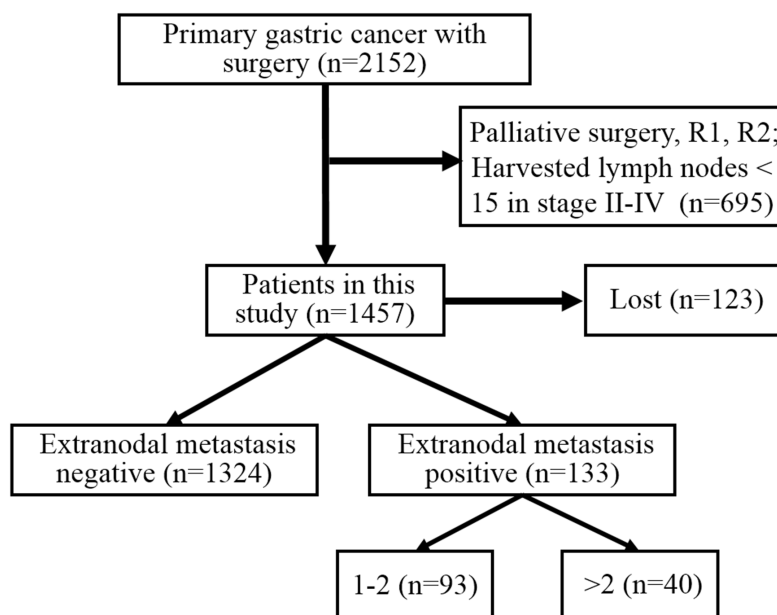 Primary gastric cancer with
surgery (n=2152)
Palliative surgery, R1, R2;
Harvested lymph nodes <
15 in stage II-IV (n=695)
Patients in this
study (n=1457)
Lost (n=123)
Extranodal metastasis
negative (n=1324)
Extranodal metastasis
positive (n=133)
1-2 (n=93)
>2 (n=40)